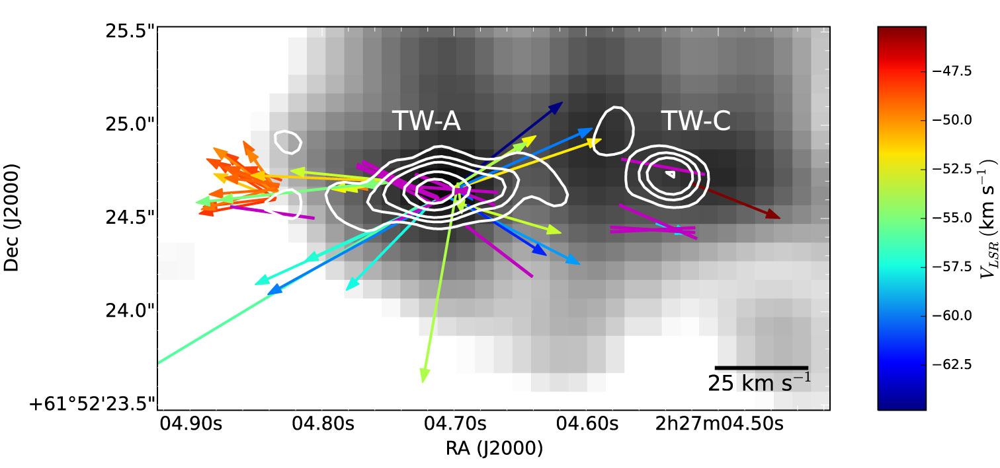 25.5"
25.0"
24.5"
24.0"
+61°52'23.5"
Dec (J2000)
TW-A
TW-C
25 km s⁻¹
04.90s
04.80s
04.70s
04.60s
2h27m04.50s
RA (J2000)
−47.5
−50.0
−52.5
−55.0
−57.5
−60.0
−62.5
V_LSR (km s⁻¹)